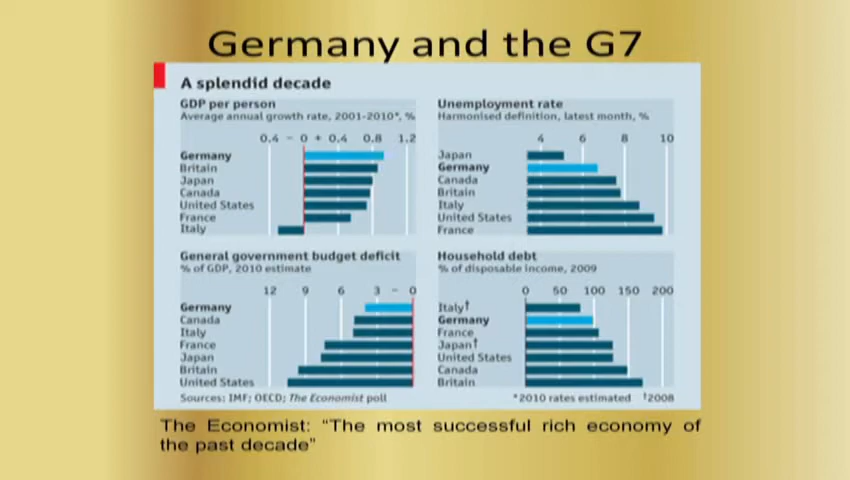 Germany and the G7
A splendid decade
GDP per person
Average annual growth rate, 2001-2010*, %
0.4 – 0 + 0.4 0.8 1.2
Germany
Britain
Japan
Canada
United States
France
Italy
Unemployment rate
Harmonised definition, latest month, %
4 6 8 10
Japan
Germany
Canada
Britain
Italy
United States
France
General government budget deficit
% of GDP, 2010 estimate
12 9 6 3 – 0
Germany
Canada
Italy
France
Japan
Britain
United States
Household debt
% of disposable income, 2009
0 50 100 150 200
Italy†
Germany
France
Japan†
United States
Canada
Britain
Sources: IMF; OECD; The Economist poll
*2010 rates estimated †2008
The Economist: “The most successful rich economy of
the past decade”